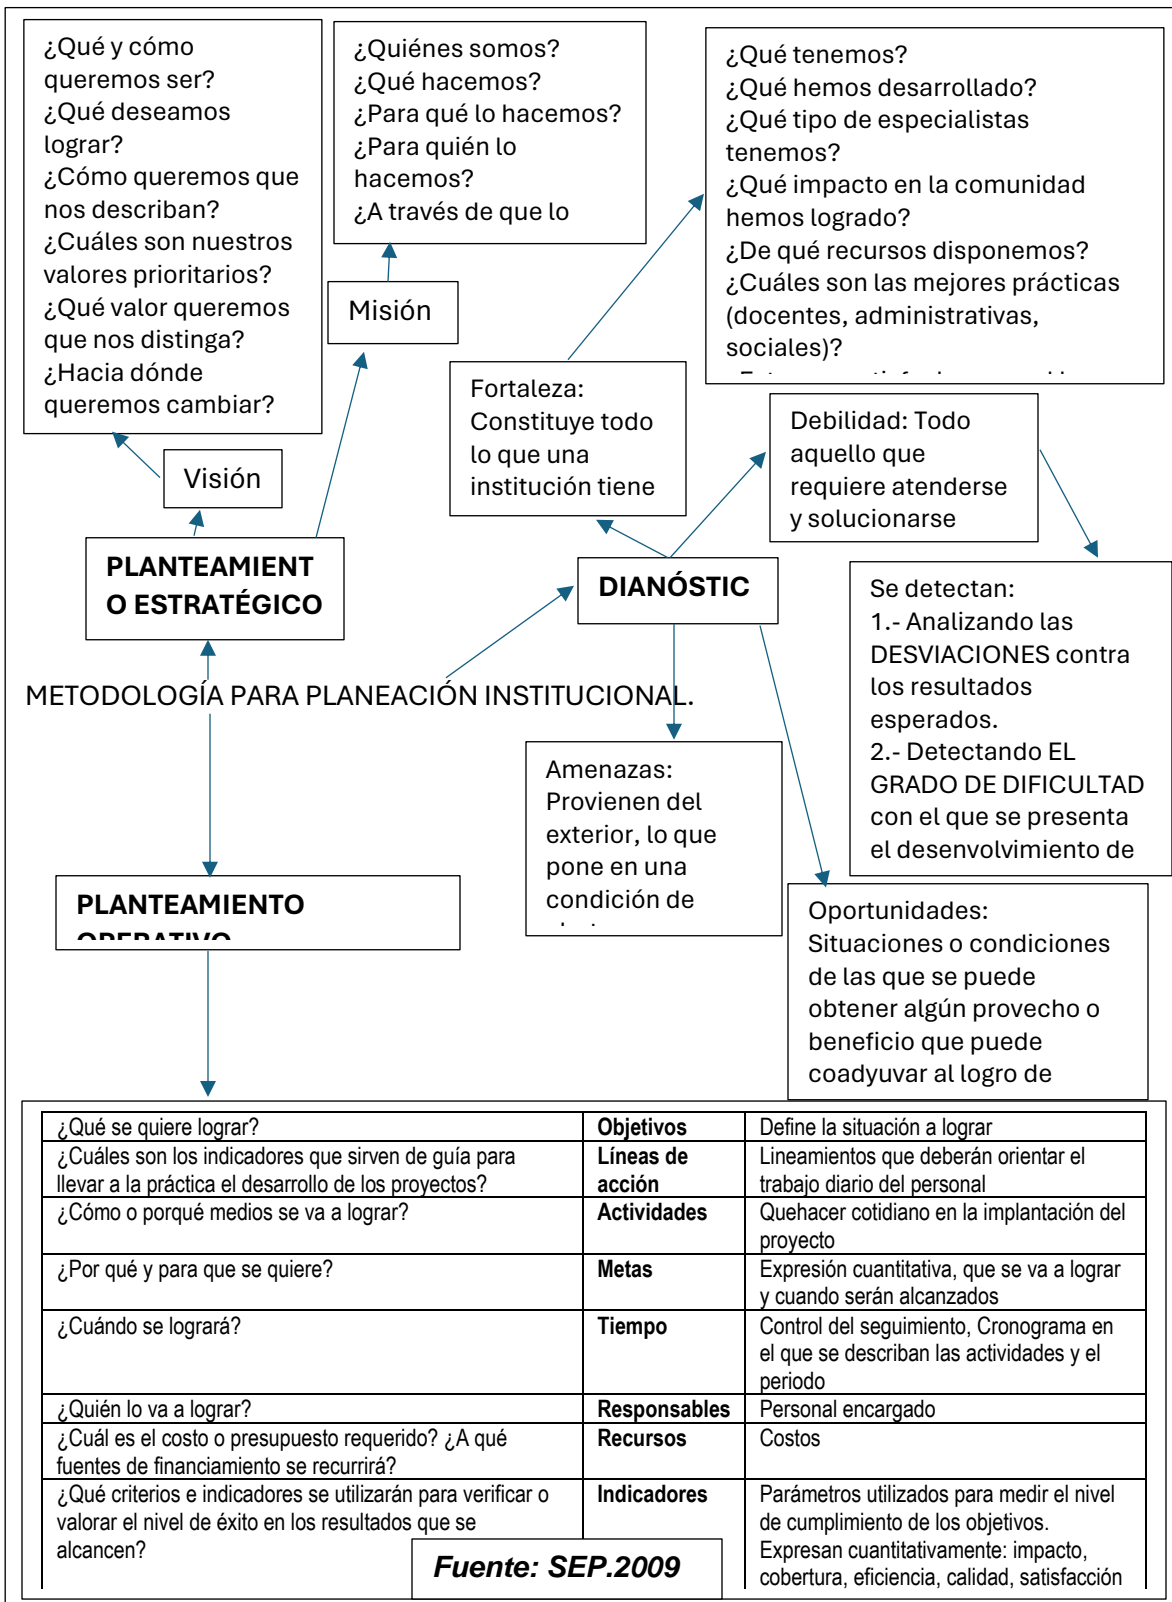 ¿Qué y cómo
queremos ser?
¿Qué deseamos
lograr?
¿Cómo queremos que
nos describan?
¿Cuáles son nuestros
valores prioritarios?
¿Qué valor queremos
que nos distinga?
¿Hacia dónde
queremos cambiar?
¿Quiénes somos?
¿Qué hacemos?
¿Para qué lo hacemos?
¿Para quién lo
hacemos?
¿A través de que lo
¿Qué tenemos?
¿Qué hemos desarrollado?
¿Qué tipo de especialistas
tenemos?
¿Qué impacto en la comunidad
hemos logrado?
¿De qué recursos disponemos?
¿Cuáles son las mejores prácticas
(docentes, administrativas,
sociales)?
Misión
Visión
Fortaleza:
Constituye todo
lo que una
institución tiene
Debilidad: Todo
aquello que
requiere atenderse
y solucionarse
PLANTEAMIENT
O ESTRATÉGICO
DIANÓSTIC
Se detectan:
1.- Analizando las
DESVIACIONES contra
los resultados
esperados.
2.- Detectando EL
GRADO DE DIFICULTAD
con el que se presenta
el desenvolvimiento de
METODOLOGÍA PARA PLANEACIÓN INSTITUCIONAL.
Amenazas:
Provienen del
exterior, lo que
pone en una
condición de
PLANTEAMIENTO
OPERATIVO
Oportunidades:
Situaciones o condiciones
de las que se puede
obtener algún provecho o
beneficio que puede
coadyuvar al logro de
¿Qué se quiere lograr?
Objetivos
Define la situación a lograr
¿Cuáles son los indicadores que sirven de guía para
llevar a la práctica el desarrollo de los proyectos?
Líneas de
acción
Lineamientos que deberán orientar el
trabajo diario del personal
¿Cómo o porqué medios se va a lograr?
Actividades
Quehacer cotidiano en la implantación del
proyecto
¿Por qué y para que se quiere?
Metas
Expresión cuantitativa, que se va a lograr
y cuando serán alcanzados
¿Cuándo se logrará?
Tiempo
Control del seguimiento, Cronograma en
el que se describan las actividades y el
periodo
¿Quién lo va a lograr?
Responsables
Personal encargado
¿Cuál es el costo o presupuesto requerido? ¿A qué
fuentes de financiamiento se recurrirá?
Recursos
Costos
¿Qué criterios e indicadores se utilizarán para verificar o
valorar el nivel de éxito en los resultados que se
alcancen?
Indicadores
Parámetros utilizados para medir el nivel
de cumplimiento de los objetivos.
Expresan cuantitativamente: impacto,
cobertura, eficiencia, calidad, satisfacción
Fuente: SEP.2009